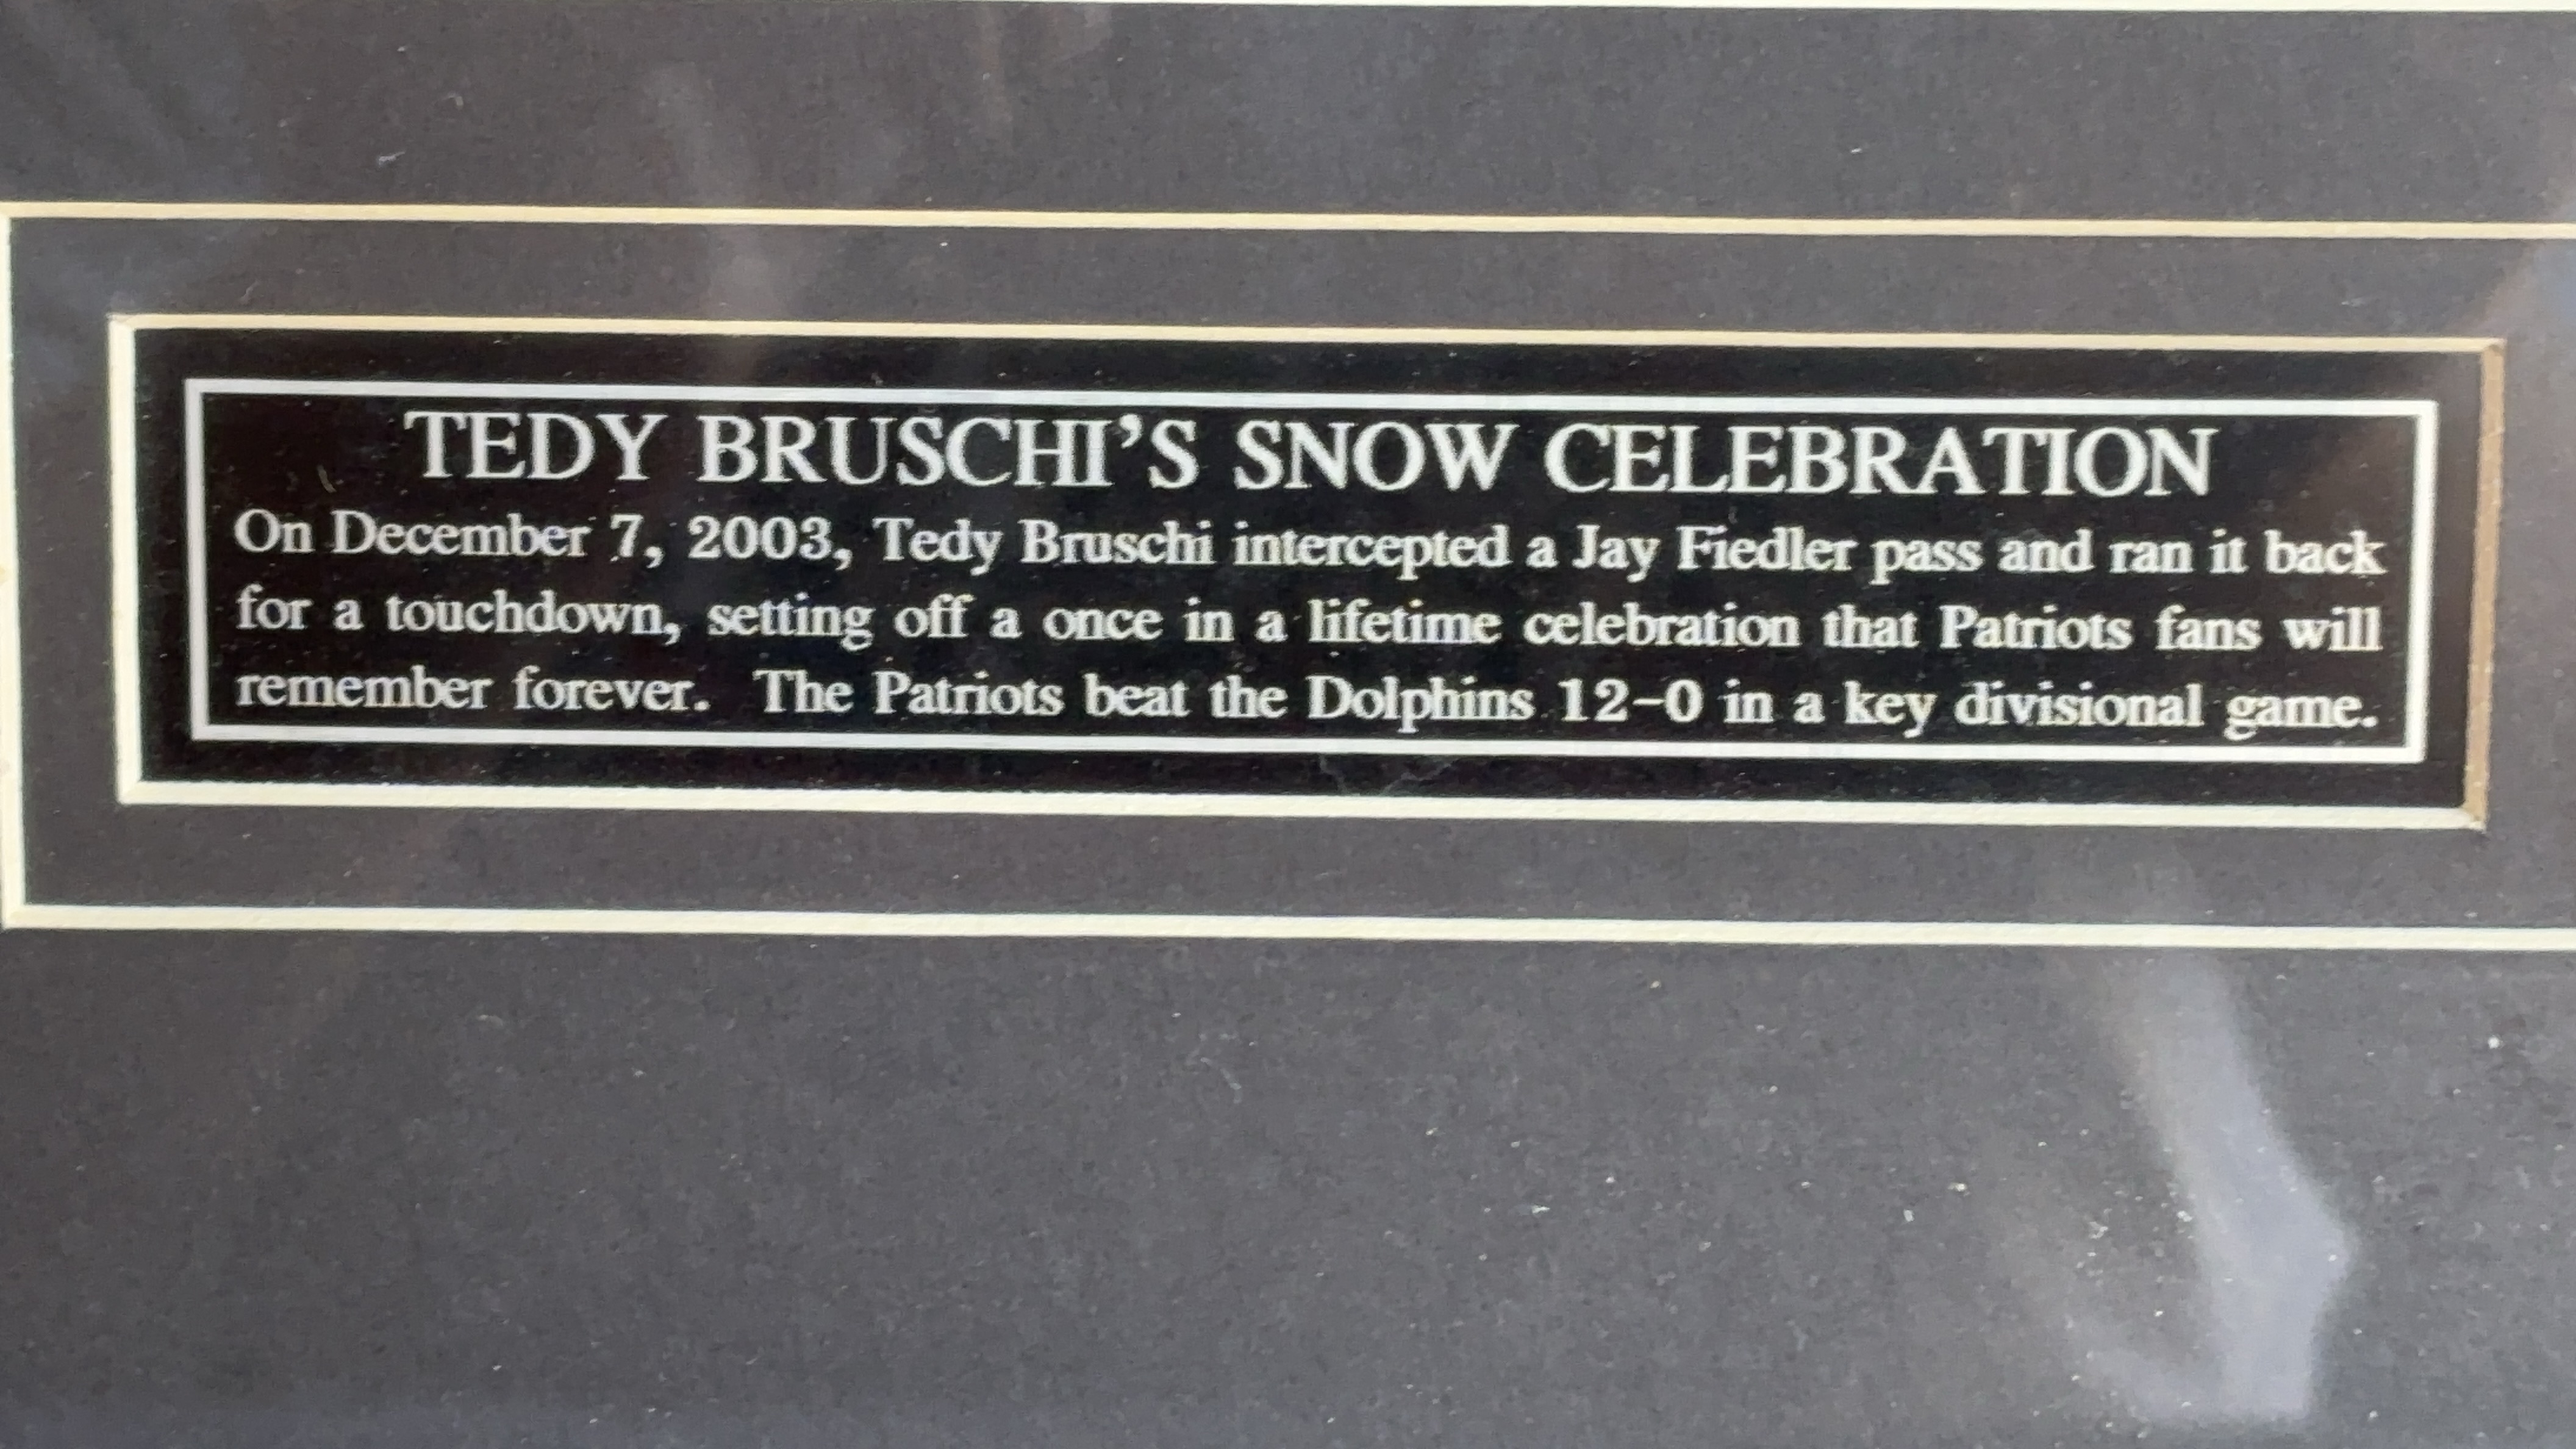 TEDY BRUSCHI'S SNOW CELEBRATION
On December 7, 2003, Tedy Bruschi intercepted a Jay Fiedler pass and ran it back
for a touchdown, setting off a once in a lifetime celebration that Patriots fans will
remember forever. The Patriots beat the Dolphins 12-0 in a key divisional game.